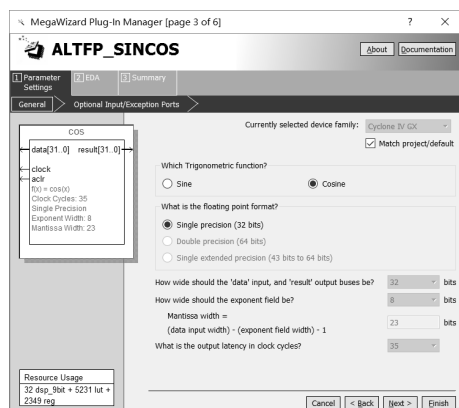 MegaWizard Plug-In Manager [page 3 of 6] ? ×
ALTFP_SINCOS
About Documentation
1 Parameter Settings 2 EDA 3 Summary
General Optional Input/Exception Ports
COS
data[31..0] result[31..0]
clock
aclr
f(x) = cos(x)
Clock Cycles: 35
Single Precision
Exponent Width: 8
Mantissa Width: 23
Currently selected device family: Cyclone IV GX
Match project/default
Which Trigonometric function?
Sine Cosine
What is the floating point format?
Single precision (32 bits)
Double precision (64 bits)
Single extended precision (43 bits to 64 bits)
How wide should the 'data' input, and 'result' output buses be? 32 bits
How wide should the exponent field be? 8 bits
Mantissa width =
(data input width) - (exponent field width) - 1 23 bits
What is the output latency in clock cycles? 35
Resource Usage
32 dsp_9bit + 5231 lut +
2349 reg
Cancel < Back Next > Finish